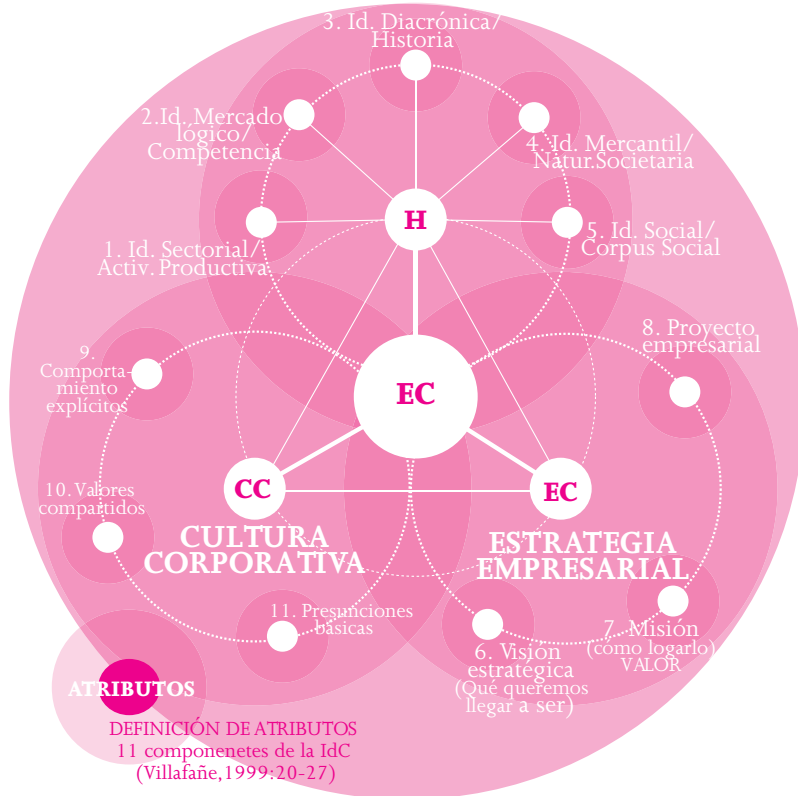 3. Id. Diacrónica/
Historia
2.Id. Mercado
lógico/
Competencia
4. Id. Mercantil/
Natur.Societaria
H
1. Id. Sectorial/
Activ. Productiva
5. Id. Social/
Corpus Social
8. Proyecto
empresarial
9.
Comporta-
miento
explícitos
EC
CC
EC
10. Valores
compartidos
CULTURA
CORPORATIVA
ESTRATEGIA
EMPRESARIAL
11. Presunciones
básicas
7. Misión
(cómo logarlo)
VALOR
6. Visión
estratégica
(Qué queremos
llegar a ser)
ATRIBUTOS
DEFINICIÓN DE ATRIBUTOS
11 componenetes de la IdC
(Villafañe,1999:20-27)